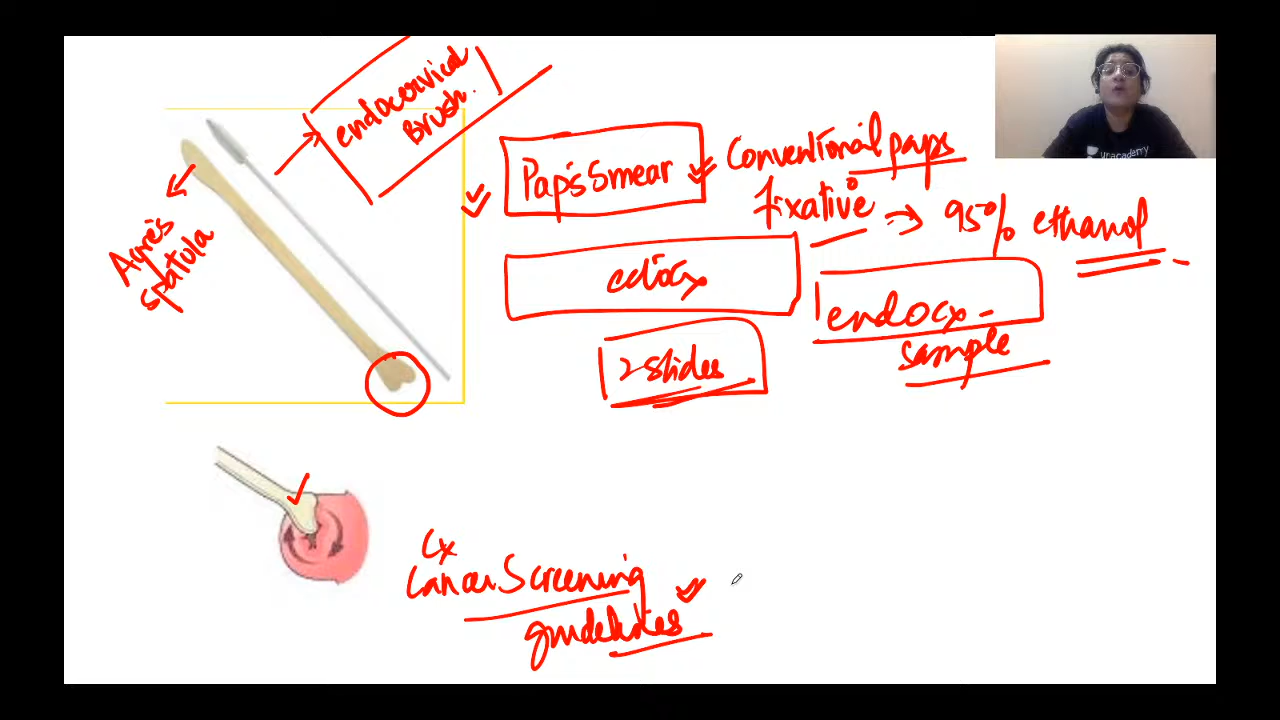 endocervical
Brush.
Pap's Smear
Conventional paps
fixative → 95% ethanol
Ayre's
spatula
ectocx
endocx -
sample
2 slides
Cx
Cancer Screening
guidelines
unacademy